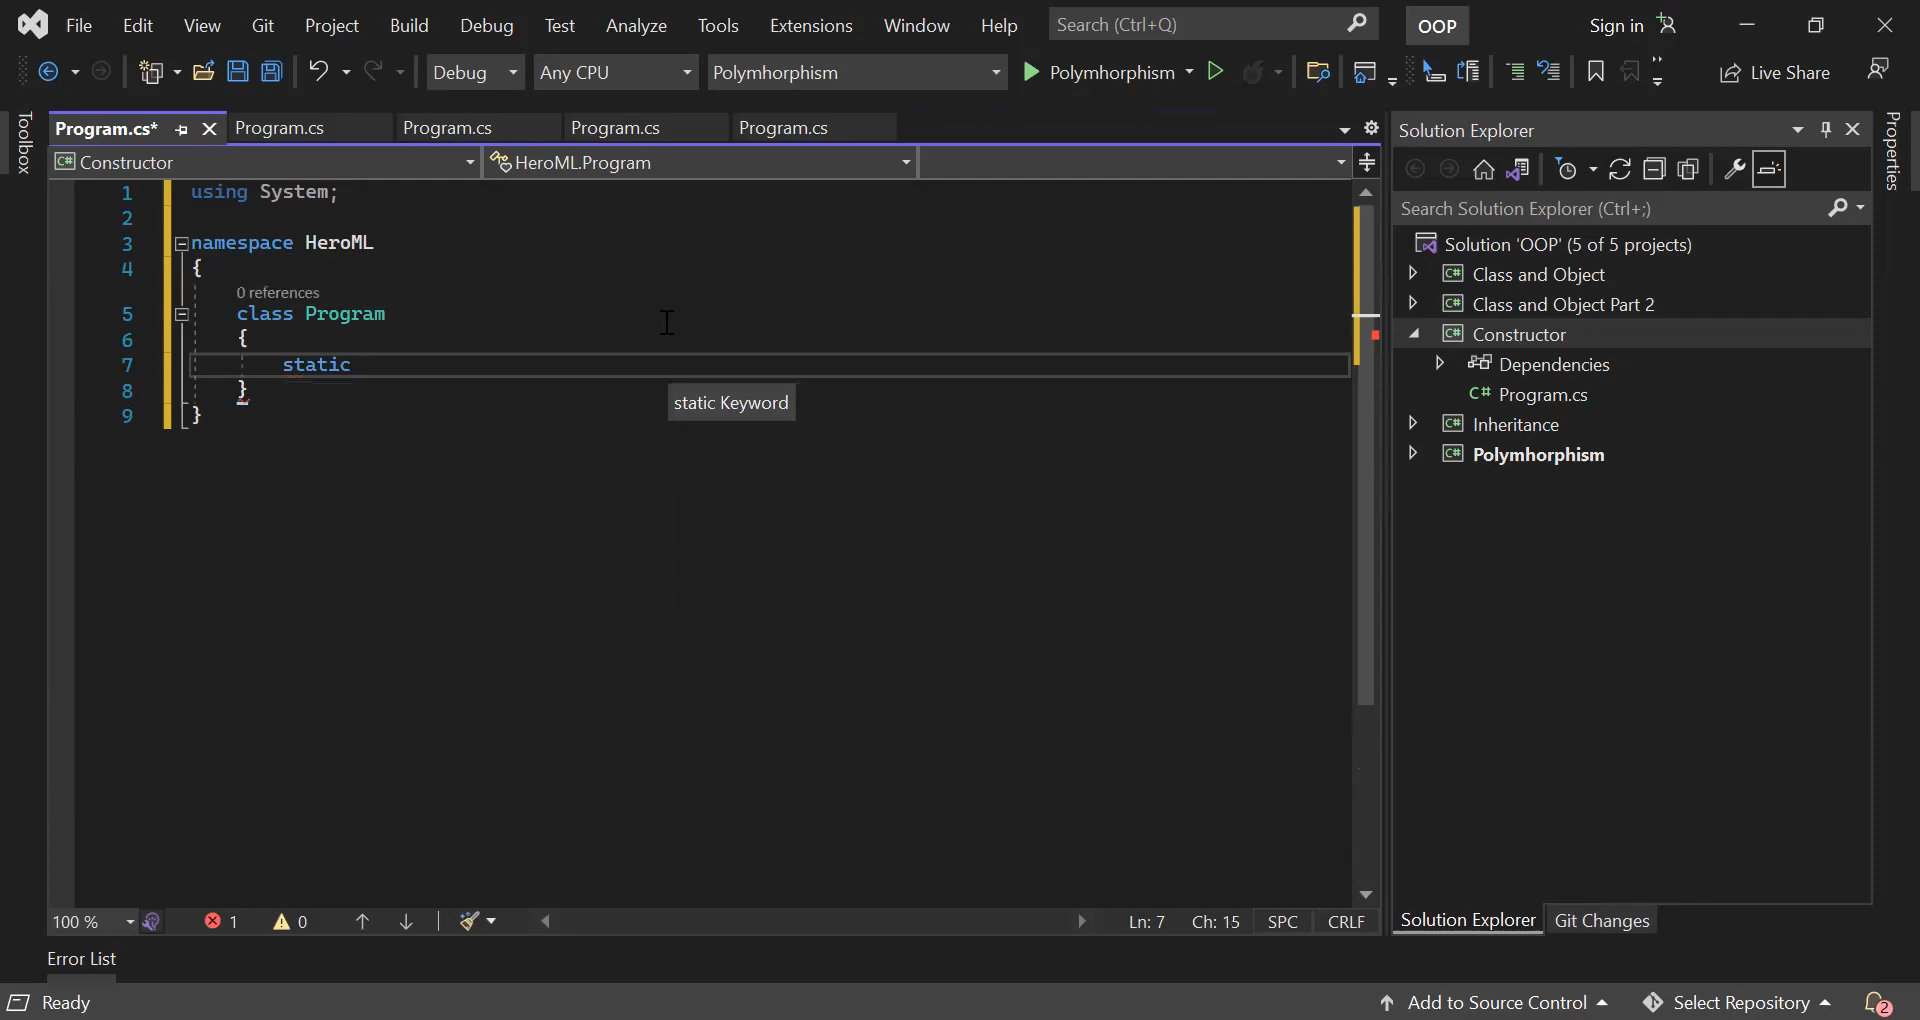 File Edit View Git Project Build Debug Test Analyze Tools Extensions Window Help Search (Ctrl+Q) OOP Sign in
Debug Any CPU Polymhorphism Polymhorphism Live Share
Toolbox
Program.cs* Program.cs Program.cs Program.cs Program.cs
C# Constructor HeroML.Program
1 using System;
2
3 namespace HeroML
4 {
0 references
5 class Program
6 {
7 static
8 }
9 }
static Keyword
100 % 1 0 Ln: 7 Ch: 15 SPC CRLF
Error List
Solution Explorer
Search Solution Explorer (Ctrl+;)
Solution 'OOP' (5 of 5 projects)
C# Class and Object
C# Class and Object Part 2
C# Constructor
Dependencies
C# Program.cs
C# Inheritance
C# Polymhorphism
Solution Explorer Git Changes
Properties
Ready Add to Source Control Select Repository 2